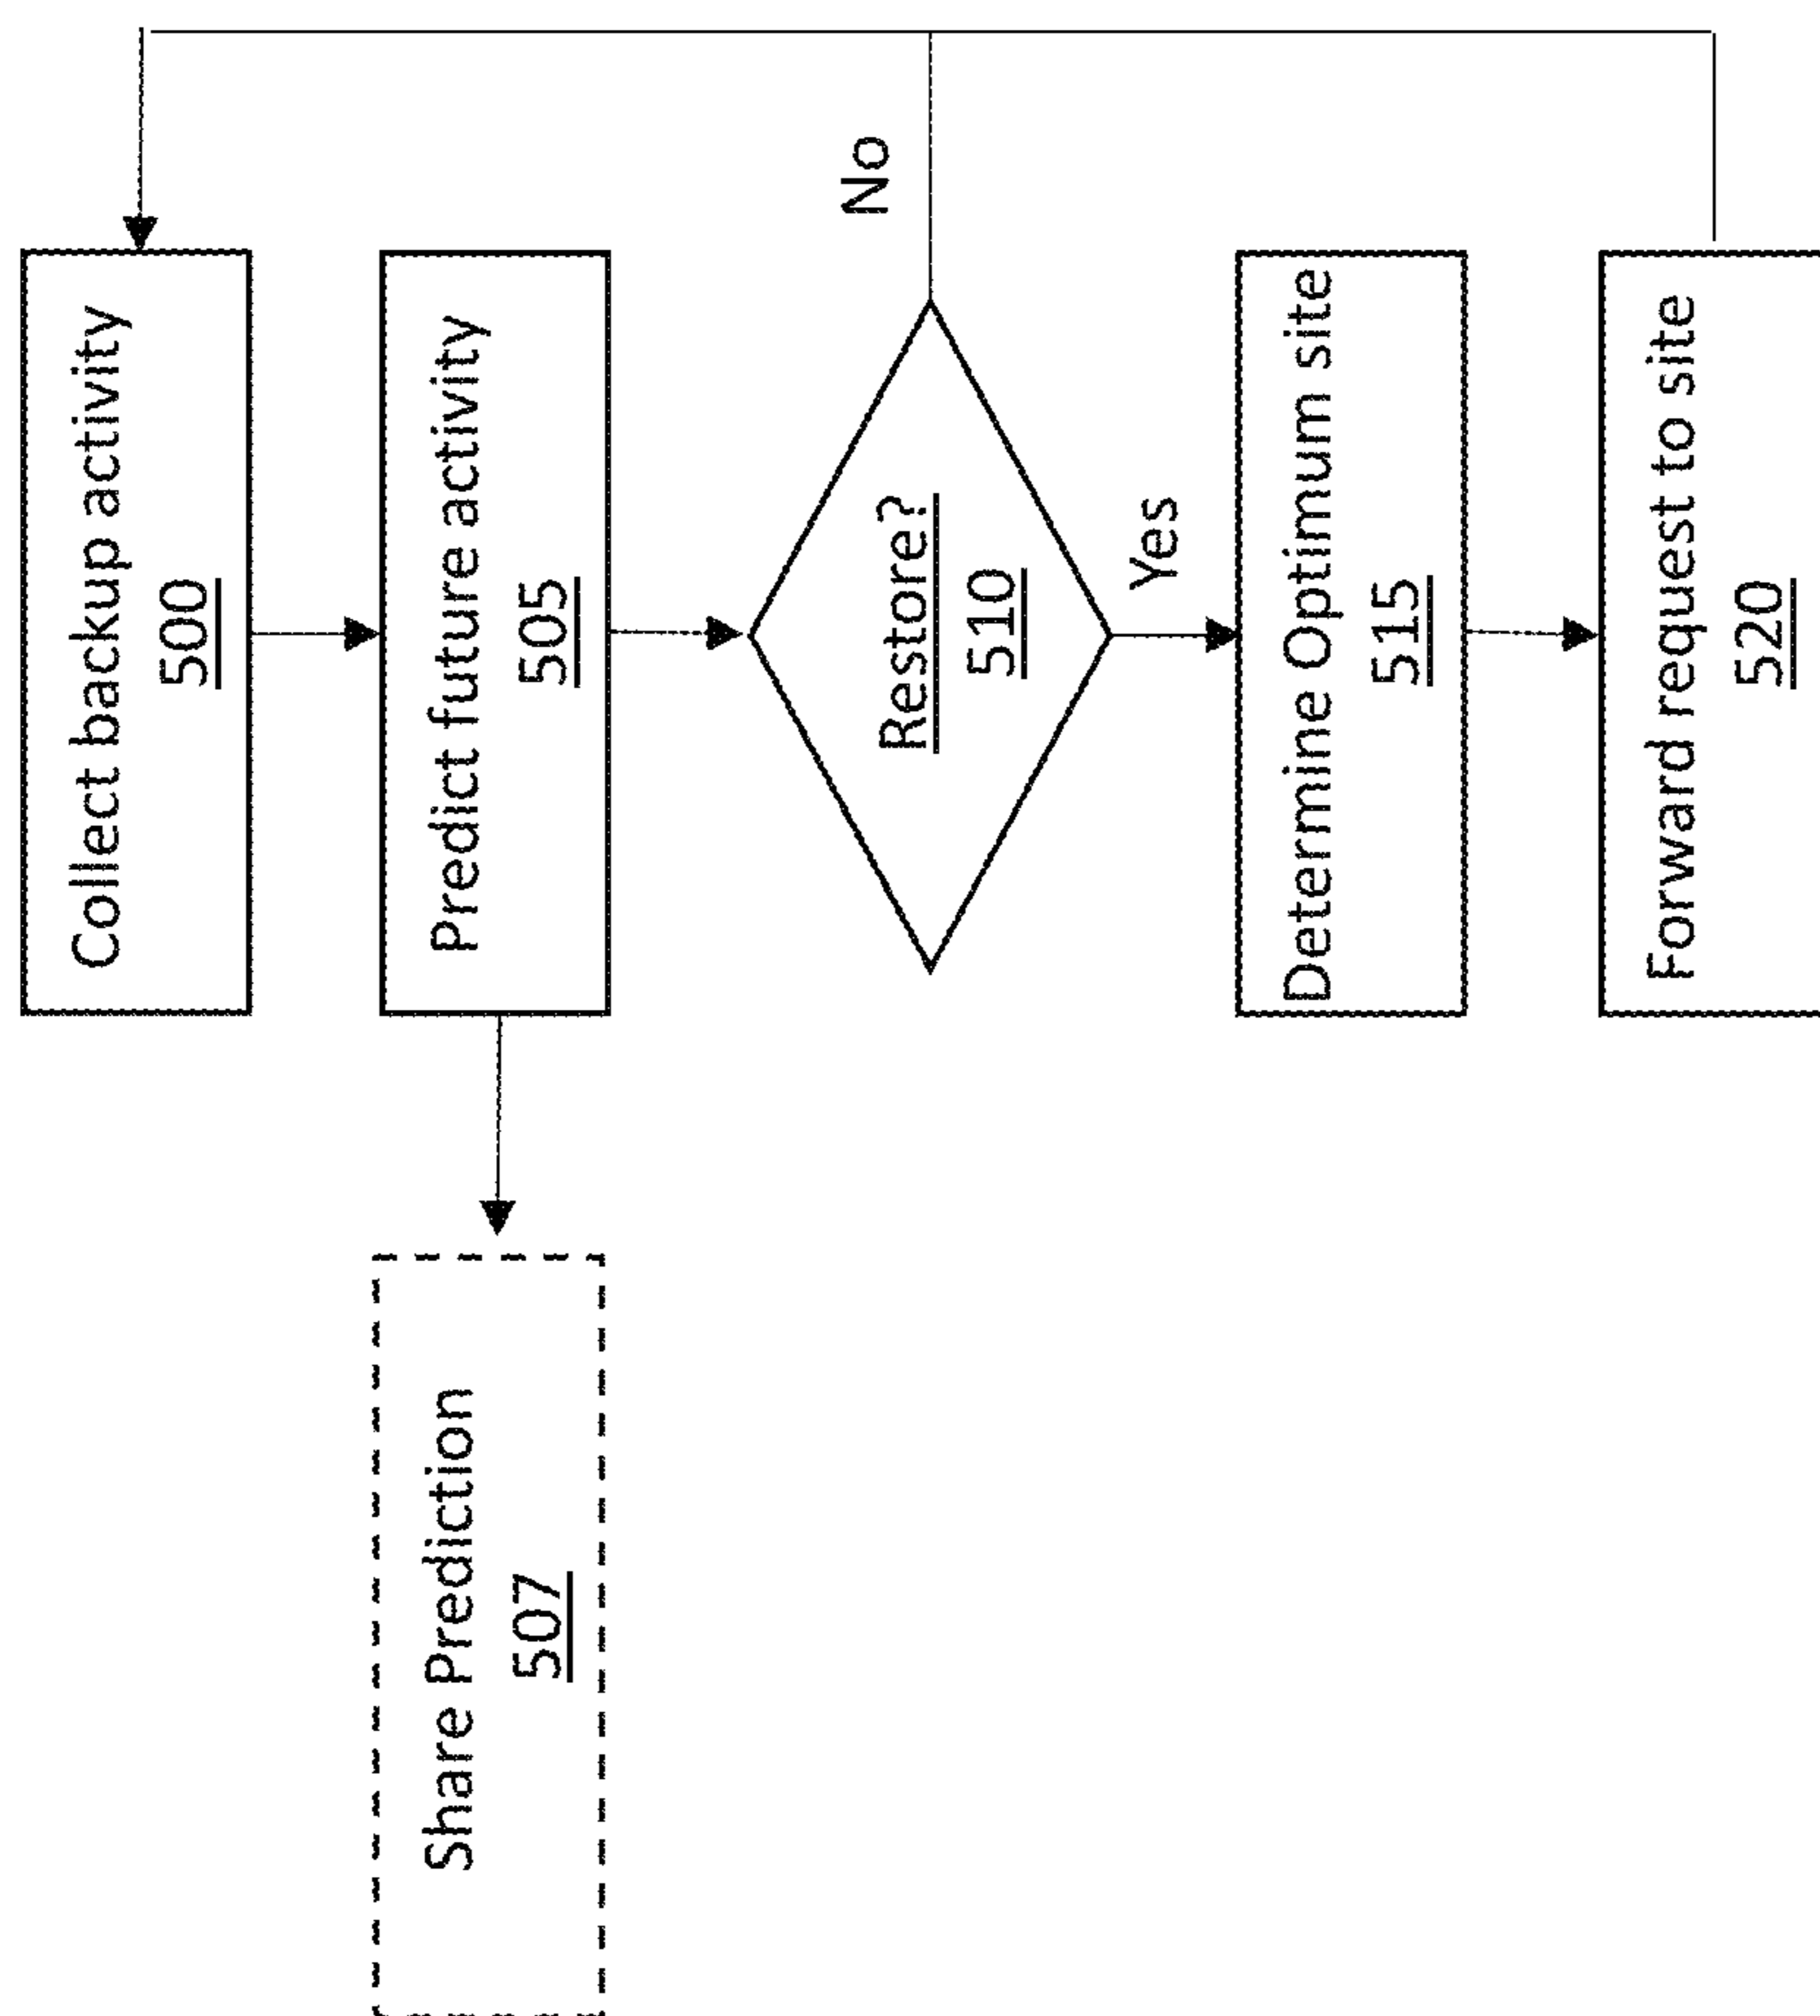 Collect backup activity
500
Predict future activity
505
Share Prediction
507
Restore?
510
No
Yes
Determine Optimum site
515
Forward request to site
520